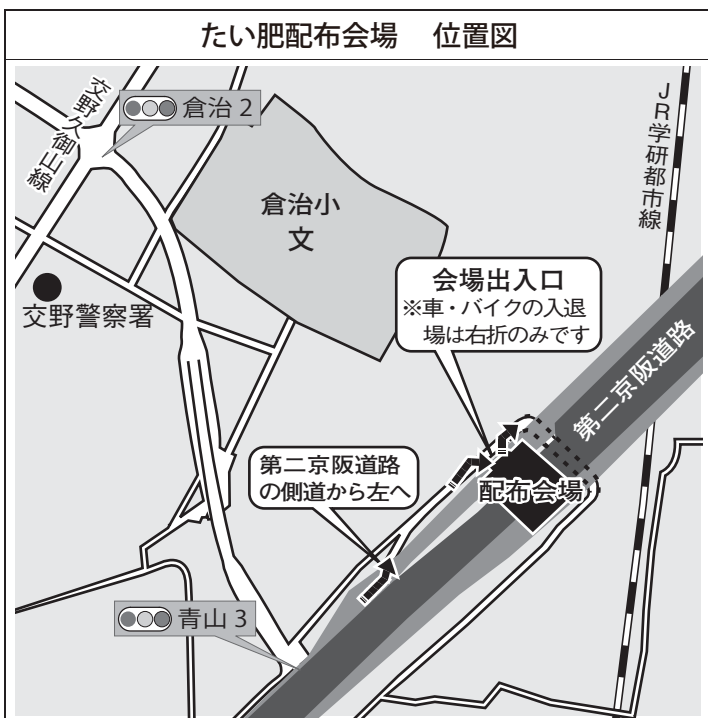 たい肥配布会場 位置図
交野久御山線
倉治2
JR学研都市線
倉治小
文
会場出入口
※車・バイクの入退
場は右折のみです
交野警察署
第二京阪道路
第二京阪道路
の側道から左へ
配布会場
青山3